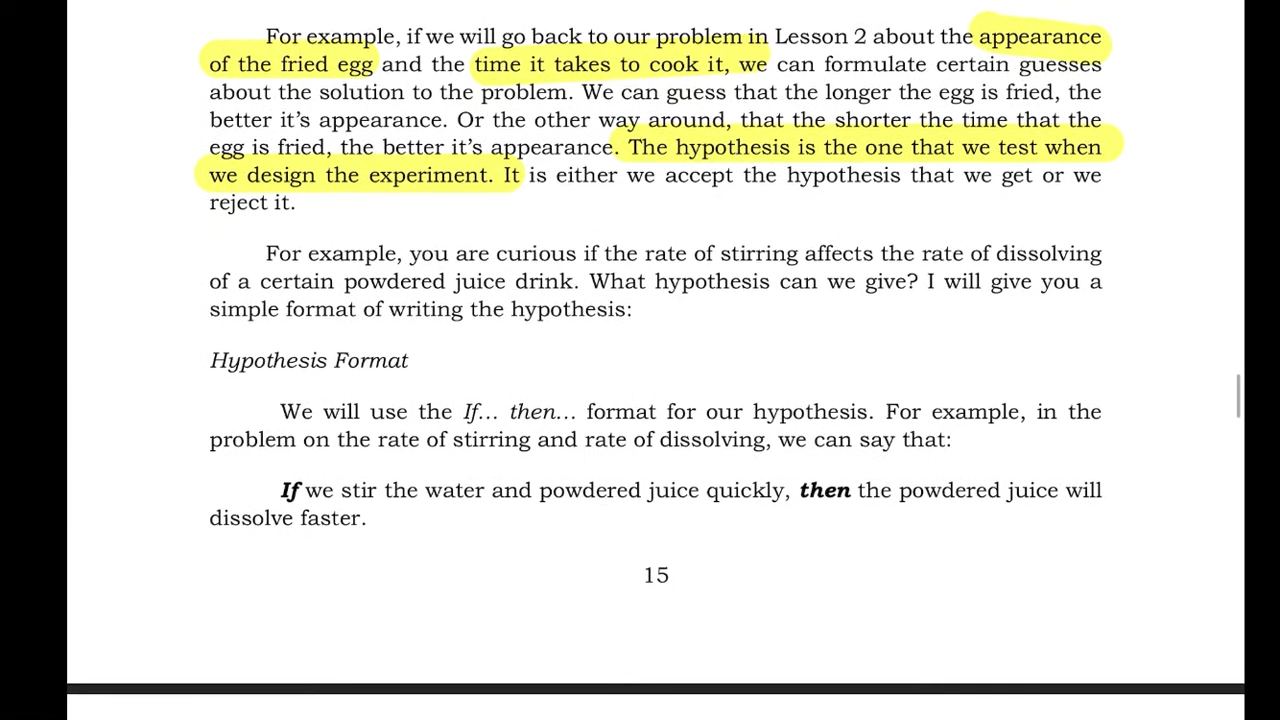 For example, if we will go back to our problem in Lesson 2 about the appearance
of the fried egg and the time it takes to cook it, we can formulate certain guesses
about the solution to the problem. We can guess that the longer the egg is fried, the
better it's appearance. Or the other way around, that the shorter the time that the
egg is fried, the better it's appearance. The hypothesis is the one that we test when
we design the experiment. It is either we accept the hypothesis that we get or we
reject it.
For example, you are curious if the rate of stirring affects the rate of dissolving
of a certain powdered juice drink. What hypothesis can we give? I will give you a
simple format of writing the hypothesis:
Hypothesis Format
We will use the If... then... format for our hypothesis. For example, in the
problem on the rate of stirring and rate of dissolving, we can say that:
If we stir the water and powdered juice quickly, then the powdered juice will
dissolve faster.
15